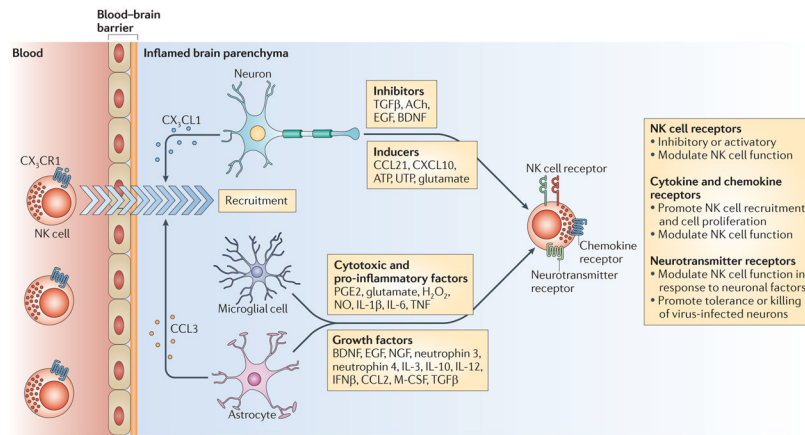 Blood–brain
barrier
Blood
Inflamed brain parenchyma
Neuron
CX₃CL1
Inhibitors
TGFβ, ACh,
EGF, BDNF
Inducers
CCL21, CXCL10,
ATP, UTP, glutamate
CX₃CR1
NK cell
Recruitment
NK cell receptor
Chemokine
receptor
Neurotransmitter
receptor
Microglial cell
Cytotoxic and
pro-inflammatory factors
PGE2, glutamate, H₂O₂,
NO, IL-1β, IL-6, TNF
CCL3
Growth factors
BDNF, EGF, NGF, neutrophin 3,
neutrophin 4, IL-3, IL-10, IL-12,
IFNβ, CCL2, M-CSF, TGFβ
Astrocyte
NK cell receptors
• Inhibitory or activatory
• Modulate NK cell function
Cytokine and chemokine
receptors
• Promote NK cell recruitment
and cell proliferation
• Modulate NK cell function
Neurotransmitter receptors
• Modulate NK cell function in
response to neuronal factors
• Promote tolerance or killing
of virus-infected neurons
Nature Reviews